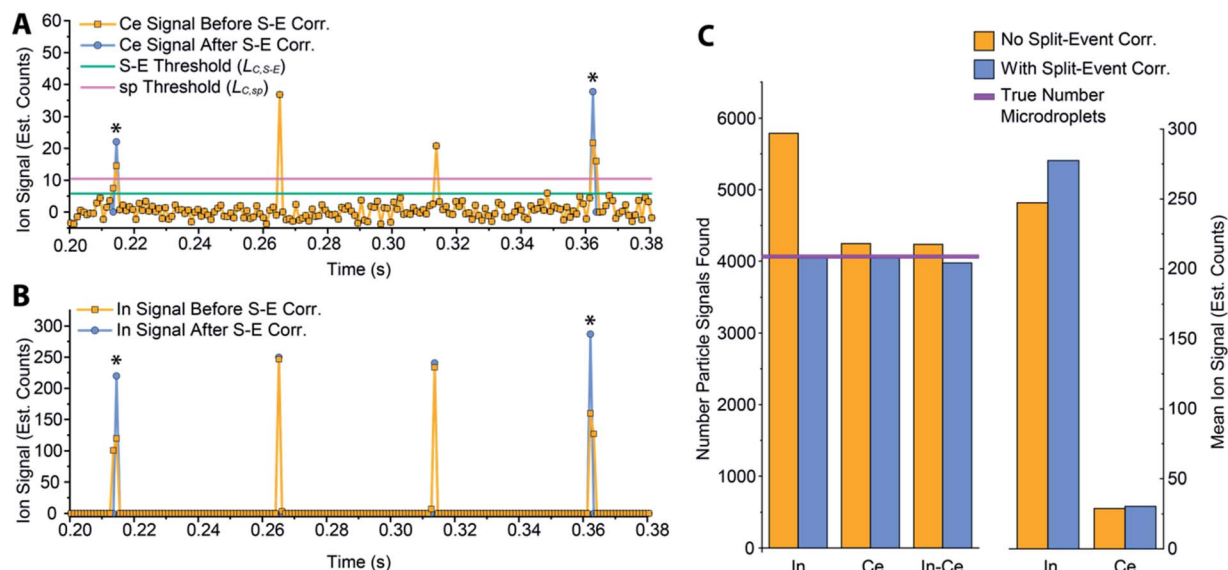 A
Ce Signal Before S-E Corr.
Ce Signal After S-E Corr.
S-E Threshold (L_{C,S-E})
sp Threshold (L_{C,sp})
Ion Signal (Est. Counts)
60
50
40
30
20
10
0
*
*
0.20 0.22 0.24 0.26 0.28 0.30 0.32 0.34 0.36 0.38
Time (s)
B
In Signal Before S-E Corr.
In Signal After S-E Corr.
Ion Signal (Est. Counts)
300
250
200
150
100
50
0
*
*
0.20 0.22 0.24 0.26 0.28 0.30 0.32 0.34 0.36 0.38
Time (s)
C
No Split-Event Corr.
With Split-Event Corr.
True Number
Microdroplets
Number Particle Signals Found
6000
5000
4000
3000
2000
1000
0
In Ce In-Ce
Mean Ion Signal (Est. Counts)
300
250
200
150
100
50
0
In Ce